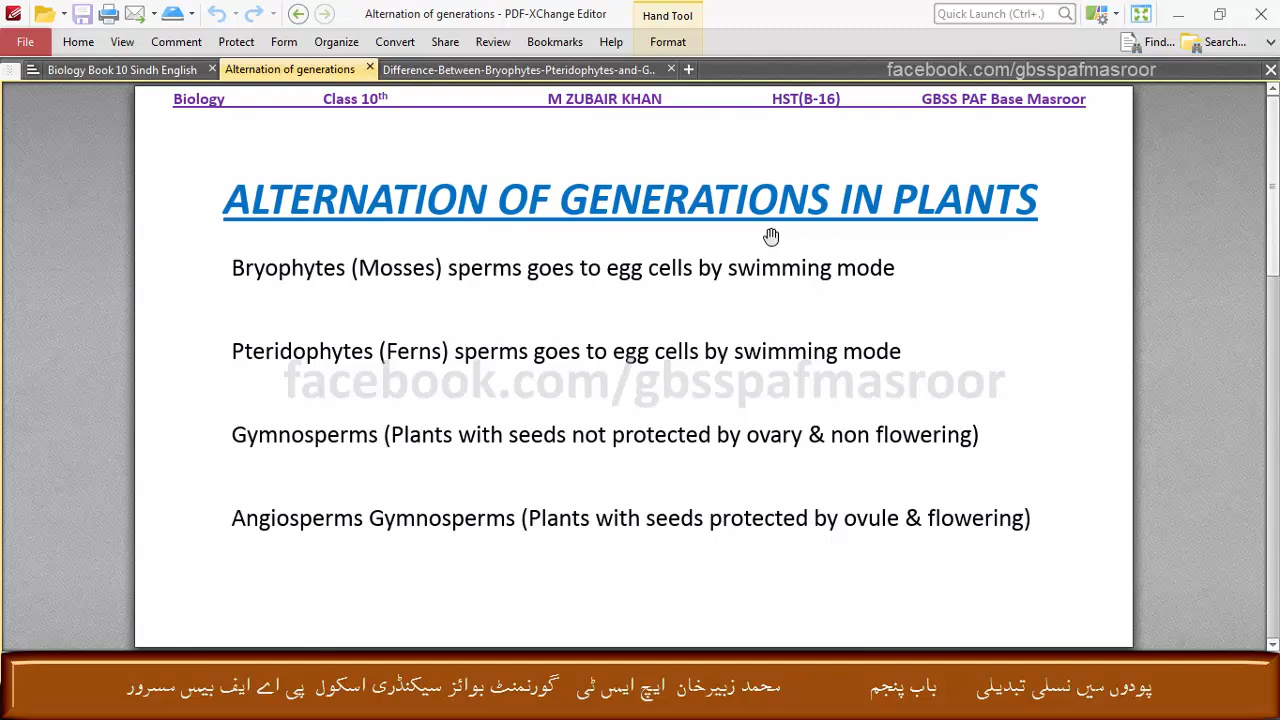 Alternation of Generations - PDF-XChange Editor
Hand Tool
Quick Launch (Ctrl+.)
File Home View Comment Protect Form Organize Convert Share Review Bookmarks Help Format Find... Search...
Biology Book 10 Sindh English × Alternation of generations × Difference-Between-Bryophytes-Pteridophytes-and-G.. ×
facebook.com/gbsspafmasroor
Biology Class 10th M ZUBAIR KHAN HST(B-16) GBSS PAF Base Masroor
ALTERNATION OF GENERATIONS IN PLANTS
Bryophytes (Mosses) sperms goes to egg cells by swimming mode
Pteridophytes (Ferns) sperms goes to egg cells by swimming mode
facebook.com/gbsspafmasroor
Gymnosperms (Plants with seeds not protected by ovary & non flowering)
Angiosperms Gymnosperms (Plants with seeds protected by ovule & flowering)
پودوں میں نسلی تبدیلی باب پنجم محمد زبیرخان ایچ ایس ٹی گورنمنٹ بوائز سیکنڈری اسکول پی اے ایف بیس مسرور